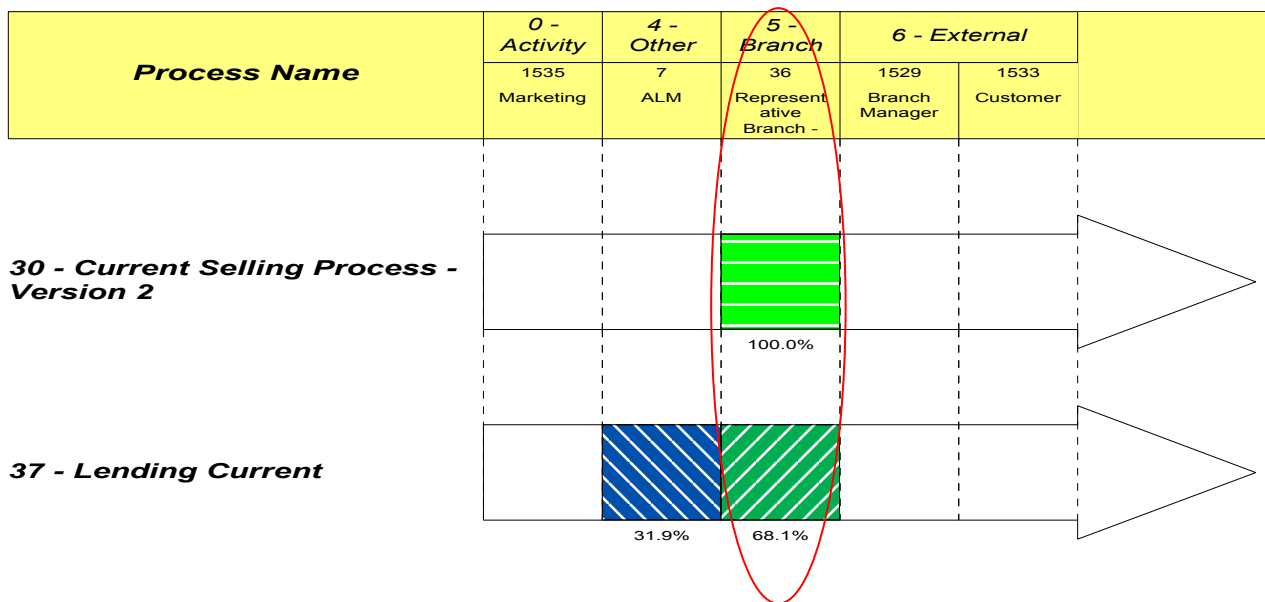 Process Name
0 -
Activity
4 -
Other
5 -
Branch
6 - External
1535
Marketing
7
ALM
36
Represent
ative
Branch -
1529
Branch
Manager
1533
Customer
30 - Current Selling Process -
Version 2
100.0%
37 - Lending Current
31.9%
68.1%